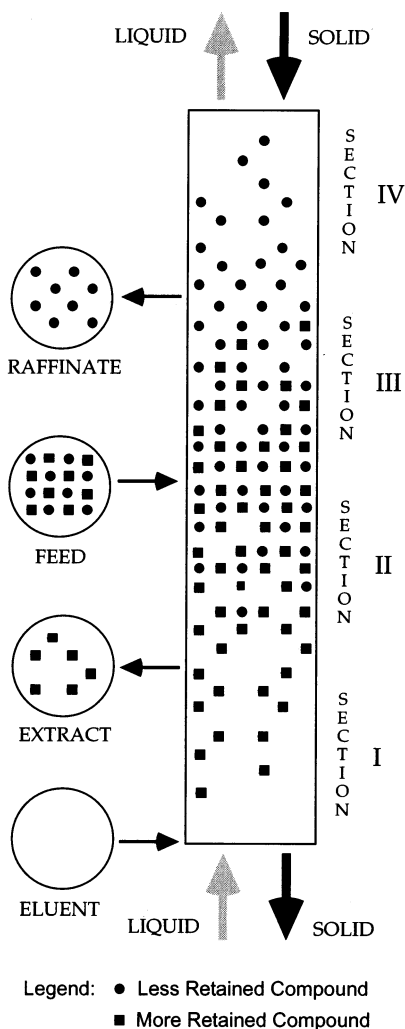 LIQUID
SOLID
SECTION IV
RAFFINATE
SECTION III
FEED
SECTION II
EXTRACT
SECTION I
ELUENT
LIQUID
SOLID
Legend: ● Less Retained Compound
■ More Retained Compound